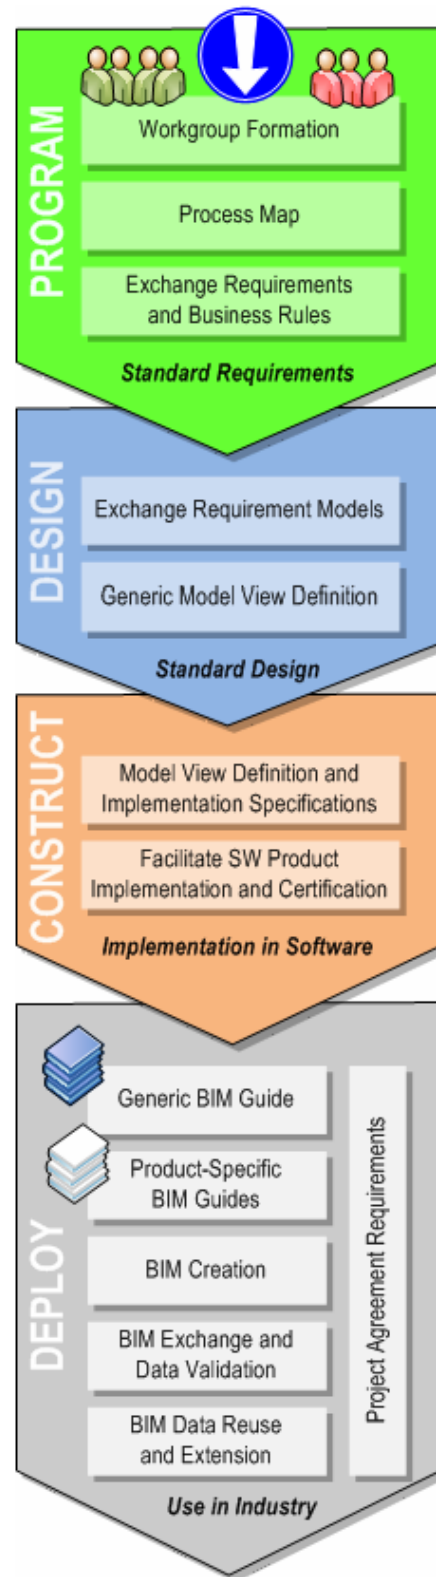 PROGRAM
Workgroup Formation
Process Map
Exchange Requirements
and Business Rules
Standard Requirements
DESIGN
Exchange Requirement Models
Generic Model View Definition
Standard Design
CONSTRUCT
Model View Definition and
Implementation Specifications
Facilitate SW Product
Implementation and Certification
Implementation in Software
DEPLOY
Generic BIM Guide
Product-Specific
BIM Guides
BIM Creation
BIM Exchange and
Data Validation
BIM Data Reuse
and Extension
Project Agreement Requirements
Use in Industry